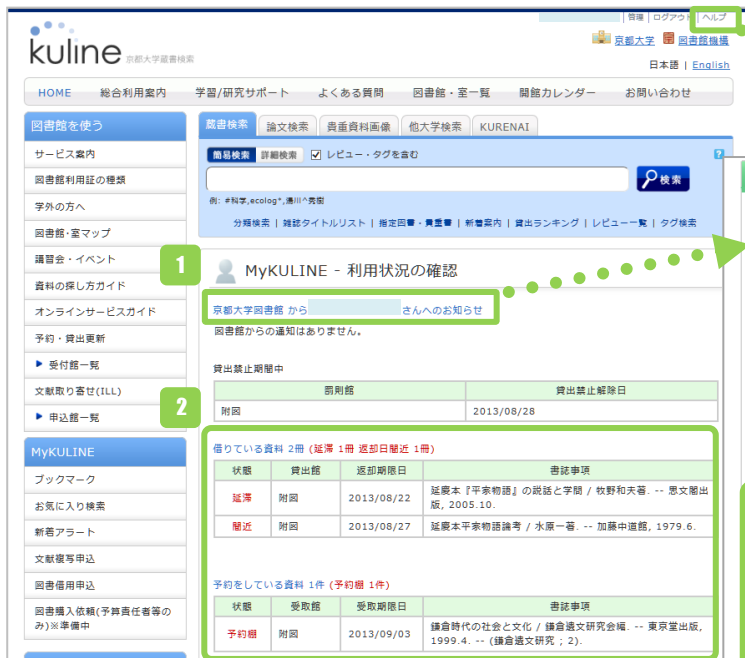 管理 | ログアウト | ヘルプ
kuline 京都大学蔵書検索
京都大学 図書館機構
日本語 | English
HOME 総合利用案内 学習/研究サポート よくある質問 図書館・室一覧 開館カレンダー お問い合わせ
図書館を使う
サービス案内
図書館利用証の種類
学外の方へ
図書館・室マップ
講習会・イベント
資料の探し方ガイド
オンラインサービスガイド
予約・貸出更新
▶ 受付館一覧
文献取り寄せ(ILL)
▶ 申込館一覧
MyKULINE
ブックマーク
お気に入り検索
新着アラート
文献複写申込
図書借用申込
図書購入依頼(予算責任者等の
み)※準備中
蔵書検索 論文検索 貴重資料画像 他大学検索 KURENAI
簡易検索 詳細検索 レビュー・タグを含む ?
検索
例: #科学,ecolog*,湯川^秀樹
分類検索 | 雑誌タイトルリスト | 指定図書・貴重書 | 新着案内 | 貸出ランキング | レビュー一覧 | タグ検索
1
MyKULINE - 利用状況の確認
京都大学図書館 から さんへのお知らせ
図書館からの通知はありません。
貸出禁止期間中
罰則館 貸出禁止解除日
附図 2013/08/28
2
借りている資料 2冊 (延滞 1冊 返却日間近 1冊)
状態 貸出館 返却期限日 書誌事項
延滞 附図 2013/08/22 延慶本『平家物語』の説話と学問 / 牧野和夫著. -- 思文閣出
版, 2005.10.
間近 附図 2013/08/27 延慶本平家物語論考 / 水原一著. -- 加藤中道館, 1979.6.
予約をしている資料 1件 (予約棚 1件)
状態 受取館 受取期限日 書誌事項
予約棚 附図 2013/09/03 鎌倉時代の社会と文化 / 鎌倉遺文研究会編. -- 東京堂出版,
1999.4. -- (鎌倉遺文研究 ; 2).